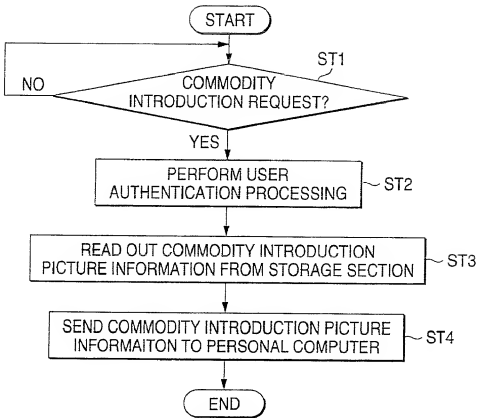 START
ST1
COMMODITY
INTRODUCTION REQUEST?
NO
YES
PERFORM USER
AUTHENTICATION PROCESSING
ST2
READ OUT COMMODITY INTRODUCTION
PICTURE INFORMATION FROM STORAGE SECTION
ST3
SEND COMMODITY INTRODUCTION PICTURE
INFORMAITON TO PERSONAL COMPUTER
ST4
END